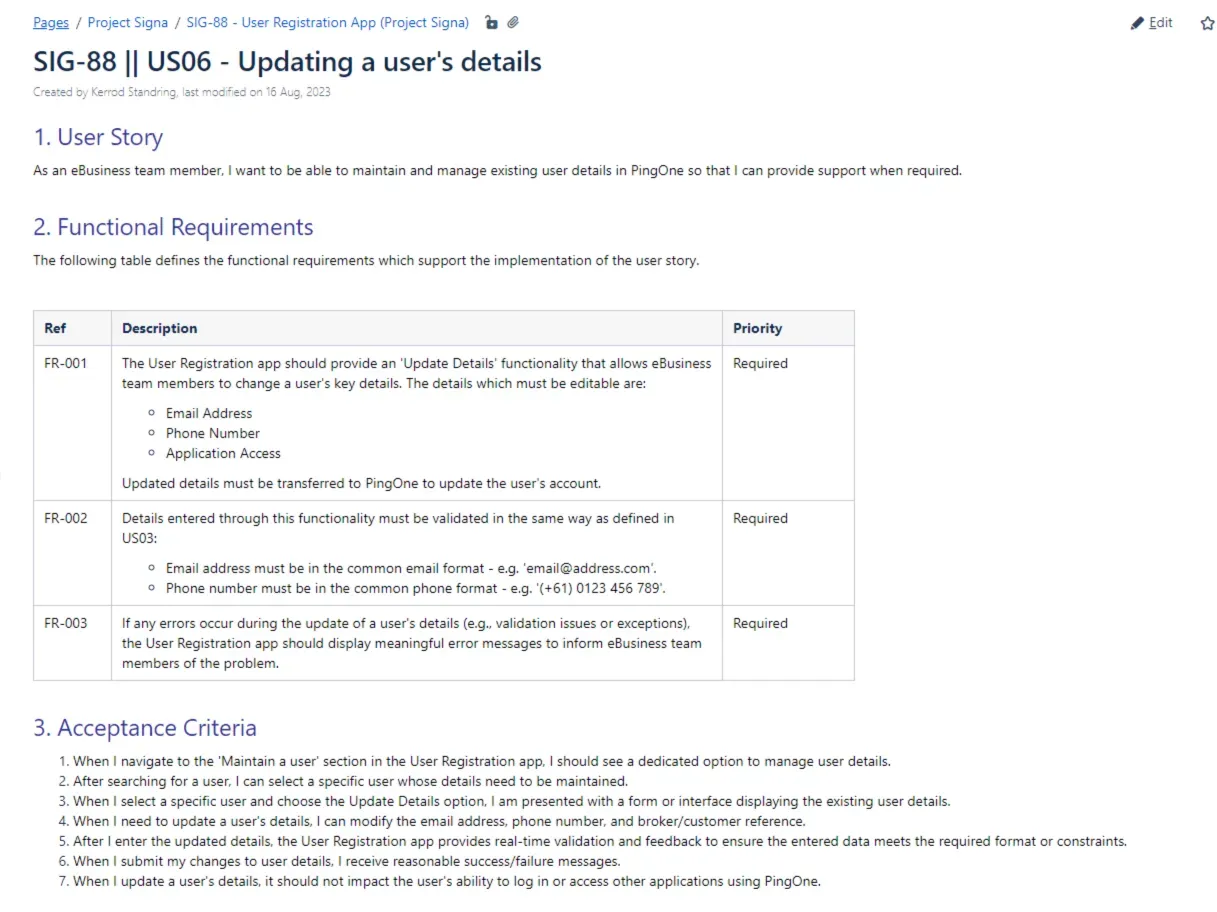 Pages / Project Signa / SIG-88 - User Registration App (Project Signa)
Edit
SIG-88 || US06 - Updating a user's details
Created by Kerrod Standring, last modified on 16 Aug, 2023
1. User Story
As an eBusiness team member, I want to be able to maintain and manage existing user details in PingOne so that I can provide support when required.
2. Functional Requirements
The following table defines the functional requirements which support the implementation of the user story.
Ref Description Priority
FR-001 The User Registration app should provide an 'Update Details' functionality that allows eBusiness Required
team members to change a user's key details. The details which must be editable are:
Email Address
Phone Number
Application Access
Updated details must be transferred to PingOne to update the user's account.
FR-002 Details entered through this functionality must be validated in the same way as defined in Required
US03:
Email address must be in the common email format - e.g. 'email@address.com'.
Phone number must be in the common phone format - e.g. '(+61) 0123 456 789'.
FR-003 If any errors occur during the update of a user's details (e.g., validation issues or exceptions), Required
the User Registration app should display meaningful error messages to inform eBusiness team
members of the problem.
3. Acceptance Criteria
1. When I navigate to the 'Maintain a user' section in the User Registration app, I should see a dedicated option to manage user details.
2. After searching for a user, I can select a specific user whose details need to be maintained.
3. When I select a specific user and choose the Update Details option, I am presented with a form or interface displaying the existing user details.
4. When I need to update a user's details, I can modify the email address, phone number, and broker/customer reference.
5. After I enter the updated details, the User Registration app provides real-time validation and feedback to ensure the entered data meets the required format or constraints.
6. When I submit my changes to user details, I receive reasonable success/failure messages.
7. When I update a user's details, it should not impact the user's ability to log in or access other applications using PingOne.